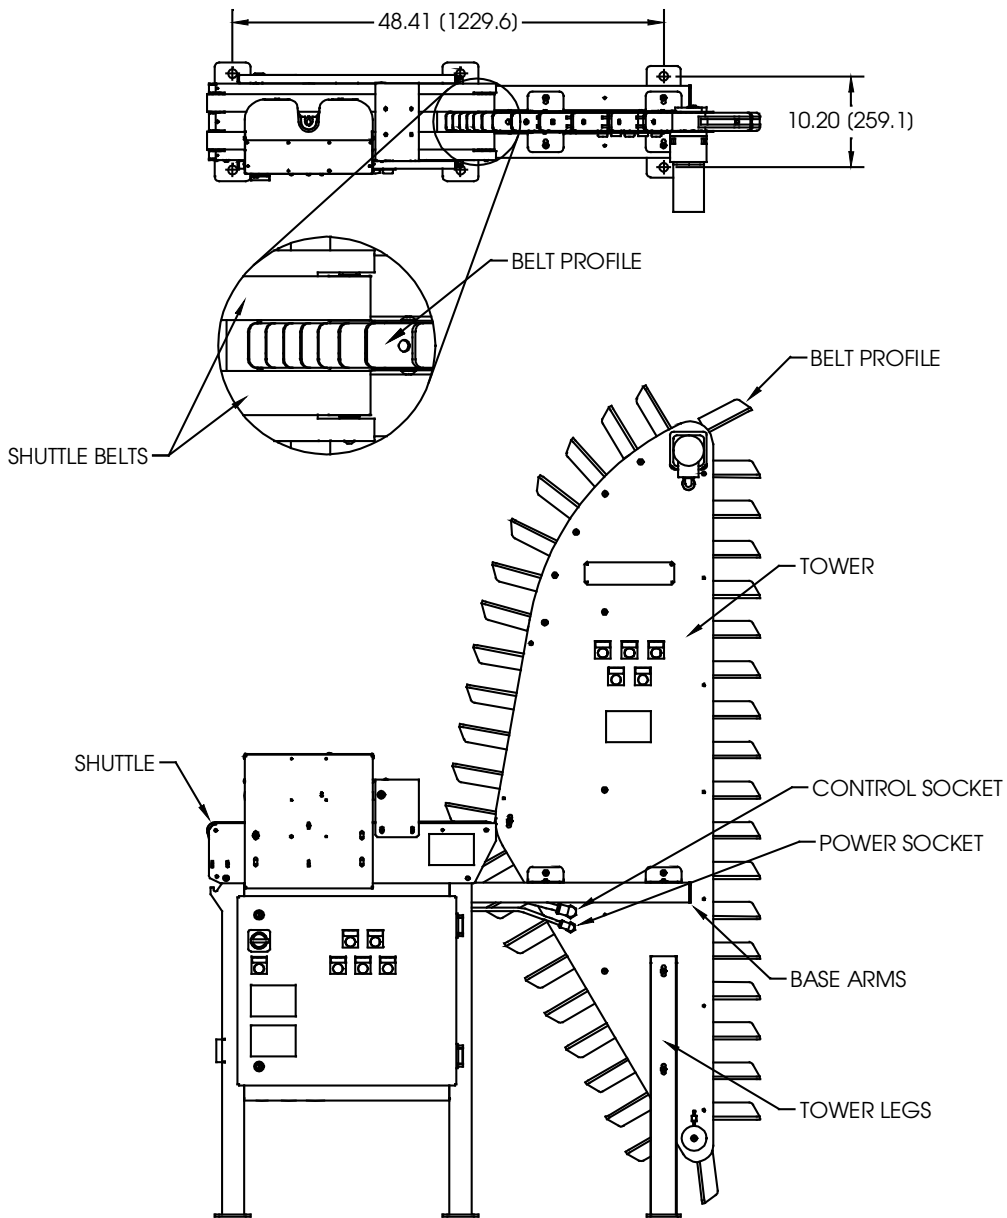 48.41 (1229.6)
10.20 (259.1)
BELT PROFILE
BELT PROFILE
SHUTTLE BELTS
TOWER
SHUTTLE
CONTROL SOCKET
POWER SOCKET
BASE ARMS
TOWER LEGS